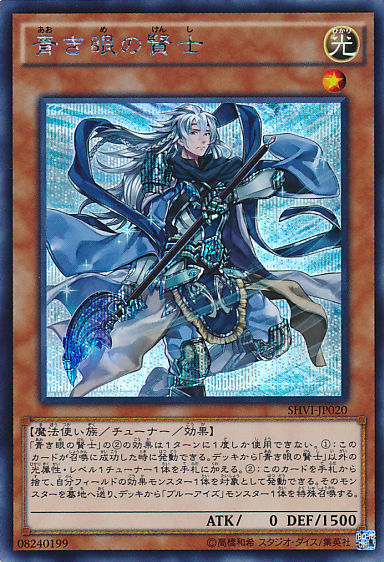 青き眼の賢士
光
SHVI-JP020
【魔法使い族／チューナー／効果】
「青き眼の賢士」の②の効果は１ターンに１度しか使用できない。①：この
カードが召喚に成功した時に発動できる。デッキから「青き眼の賢士」以外の
光属性・レベル１チューナー１体を手札に加える。②：このカードを手札から
捨て、自分フィールドの効果モンスター１体を対象として発動できる。そのモン
スターを墓地へ送り、デッキから「ブルーアイズ」モンスター１体を特殊召喚する。
ATK/ 0 DEF/1500
08240199
©高橋和希 スタジオ・ダイス/集英社